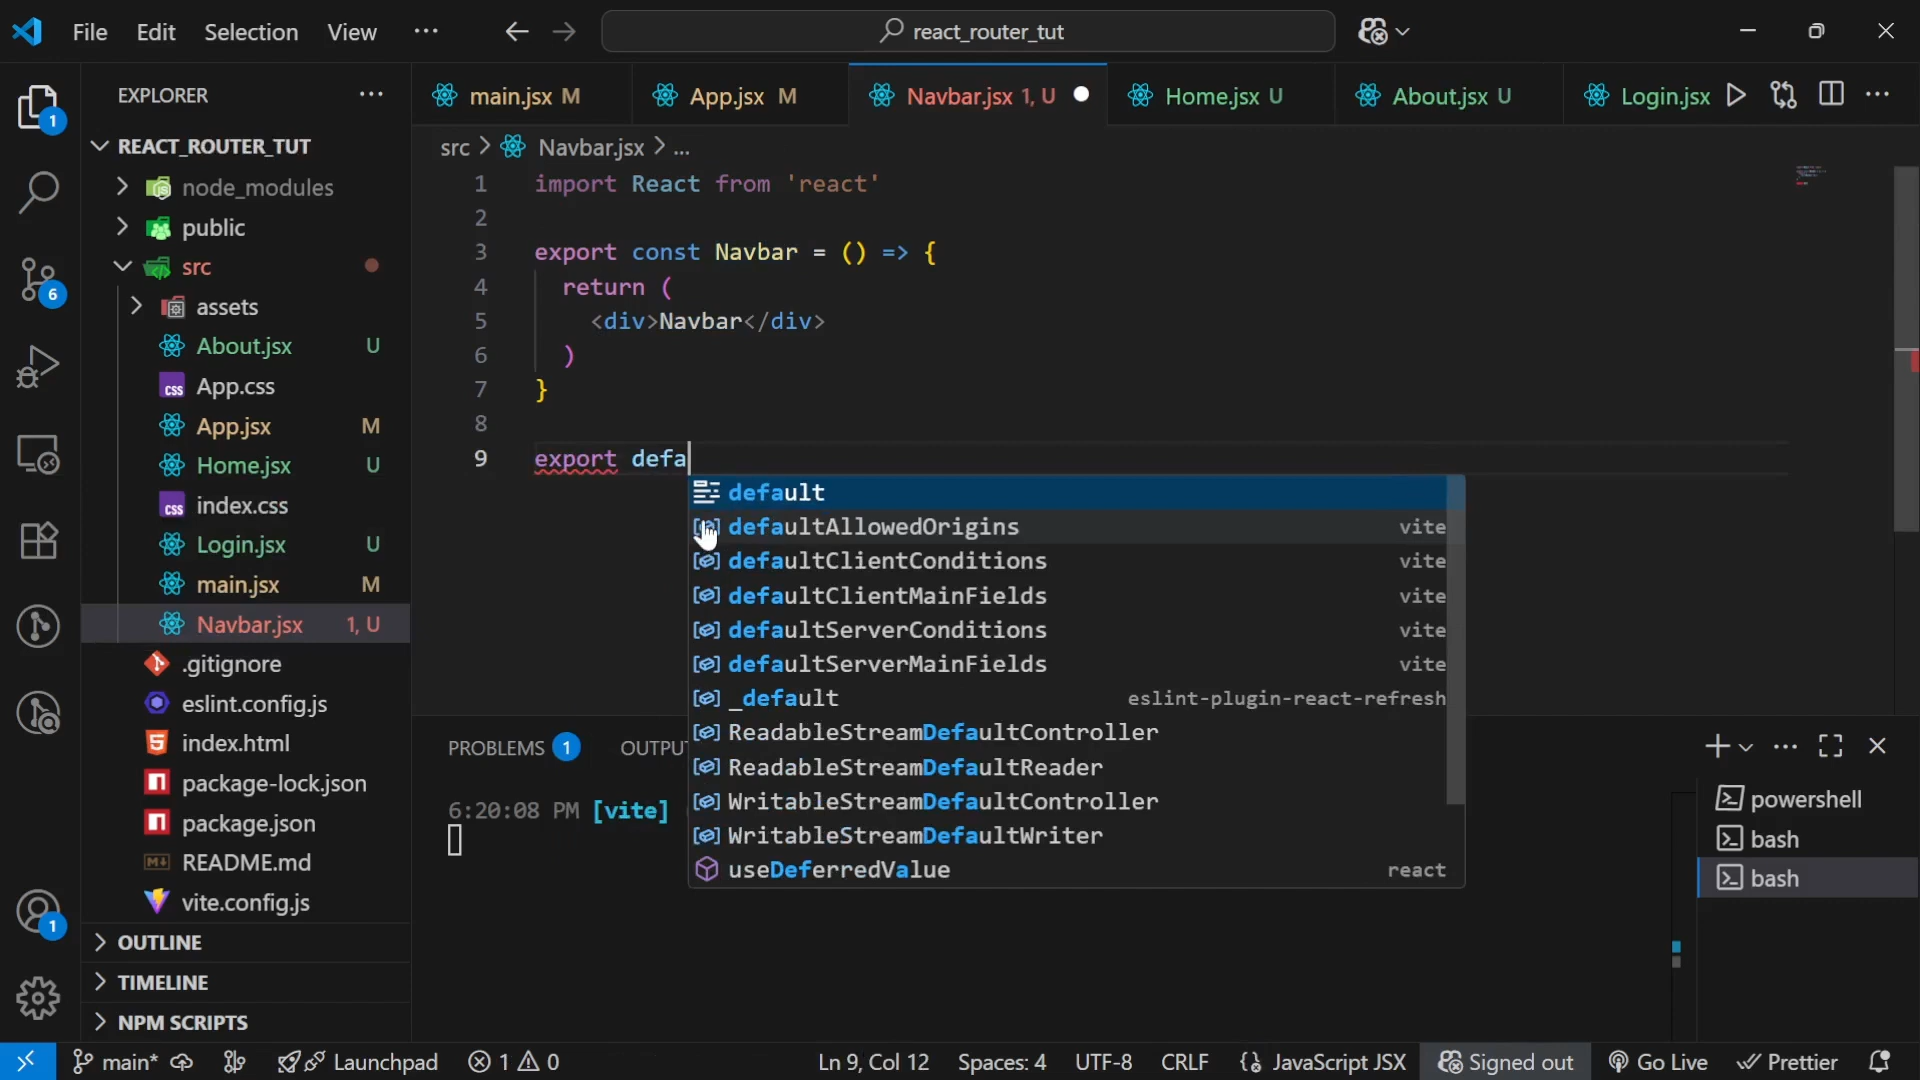 File Edit Selection View ···
react_router_tut
EXPLORER
main.jsx M
App.jsx M
Navbar.jsx 1, U
Home.jsx U
About.jsx U
Login.jsx
src > Navbar.jsx > ...
REACT_ROUTER_TUT
node_modules
public
src
assets
About.jsx U
App.css
App.jsx M
Home.jsx U
index.css
Login.jsx U
main.jsx M
Navbar.jsx 1, U
.gitignore
eslint.config.js
index.html
package-lock.json
package.json
README.md
vite.config.js
OUTLINE
TIMELINE
NPM SCRIPTS
1
6
1
1 import React from 'react'
2
3 export const Navbar = () => {
4 return (
5 <div>Navbar</div>
6 )
7 }
8
9 export defa
default
defaultAllowedOrigins vite
defaultClientConditions vite
defaultClientMainFields vite
defaultServerConditions vite
defaultServerMainFields vite
_default eslint-plugin-react-refresh
ReadableStreamDefaultController
ReadableStreamDefaultReader
WritableStreamDefaultController
WritableStreamDefaultWriter
useDeferredValue react
PROBLEMS 1 OUTPU
6:20:08 PM [vite]
powershell
bash
bash
main* Launchpad 1 0 Ln 9, Col 12 Spaces: 4 UTF-8 CRLF {} JavaScript JSX Signed out Go Live Prettier